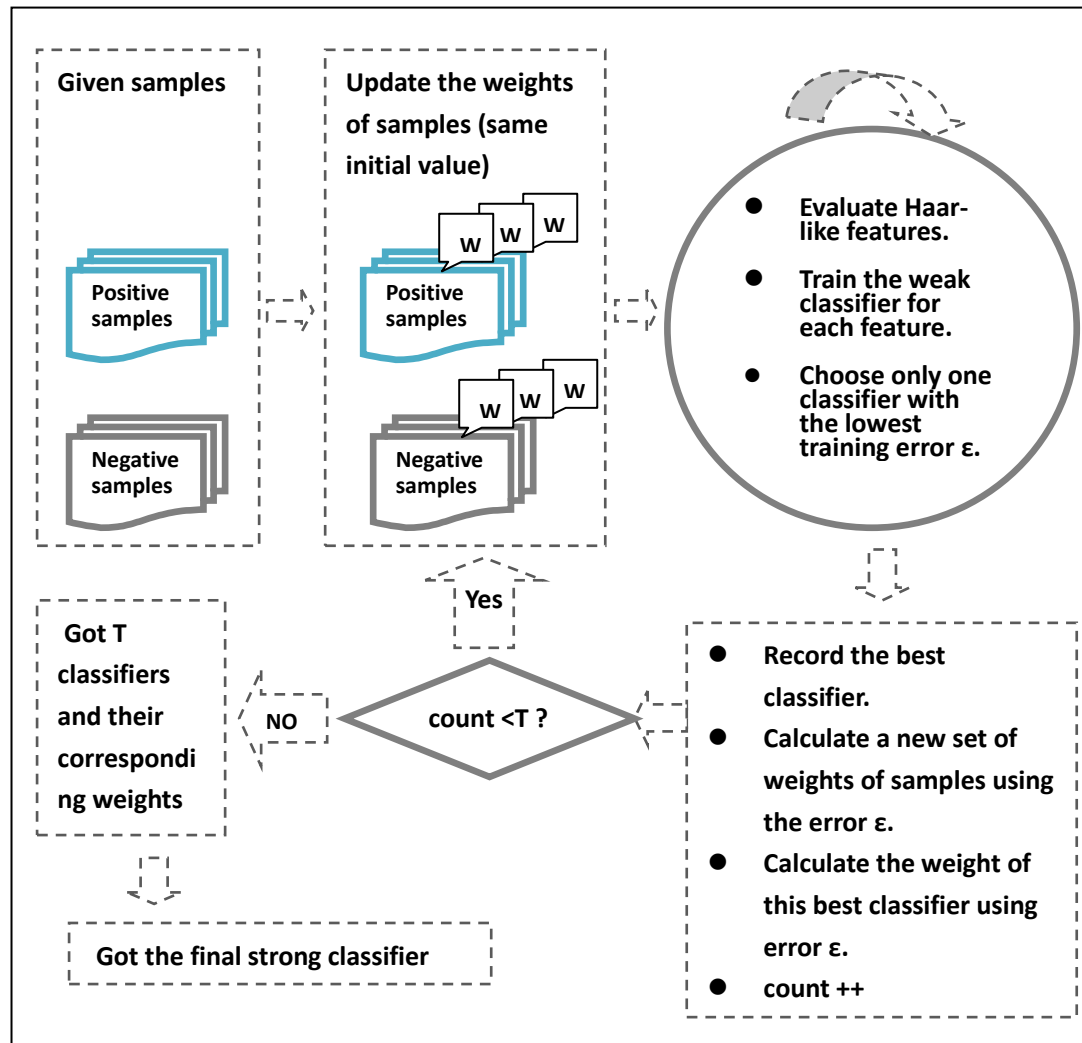 Given samples
Positive
samples
Negative
samples
Update the weights
of samples (same
initial value)
W
W
W
Positive
samples
W
W
W
Negative
samples
● Evaluate Haar-
like features.
● Train the weak
classifier for
each feature.
● Choose only one
classifier with
the lowest
training error ε.
● Record the best
classifier.
● Calculate a new set of
weights of samples using
the error ε.
● Calculate the weight of
this best classifier using
error ε.
● count ++
count <T ?
Yes
NO
Got T
classifiers
and their
correspondi
ng weights
Got the final strong classifier